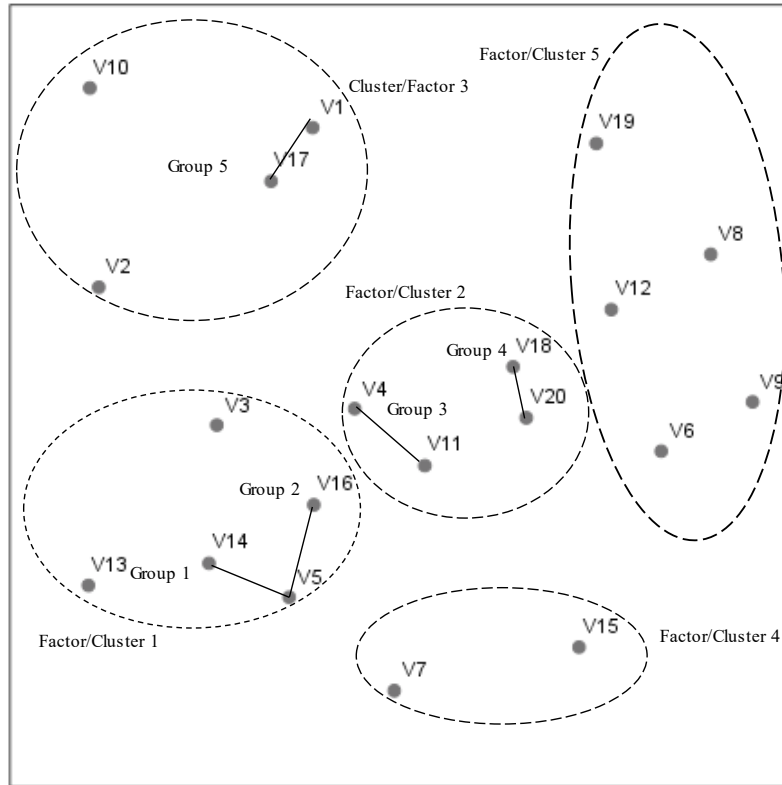 Factor/Cluster 5
V10
Cluster/Factor 3
V1
V19
Group 5
V17
V8
V2
Factor/Cluster 2
V12
Group 4
V18
V4
Group 3
V20
V9
V3
V11
V6
Group 2
V16
V14
Group 1
V13
V5
Factor/Cluster 1
V15
Factor/Cluster 4
V7